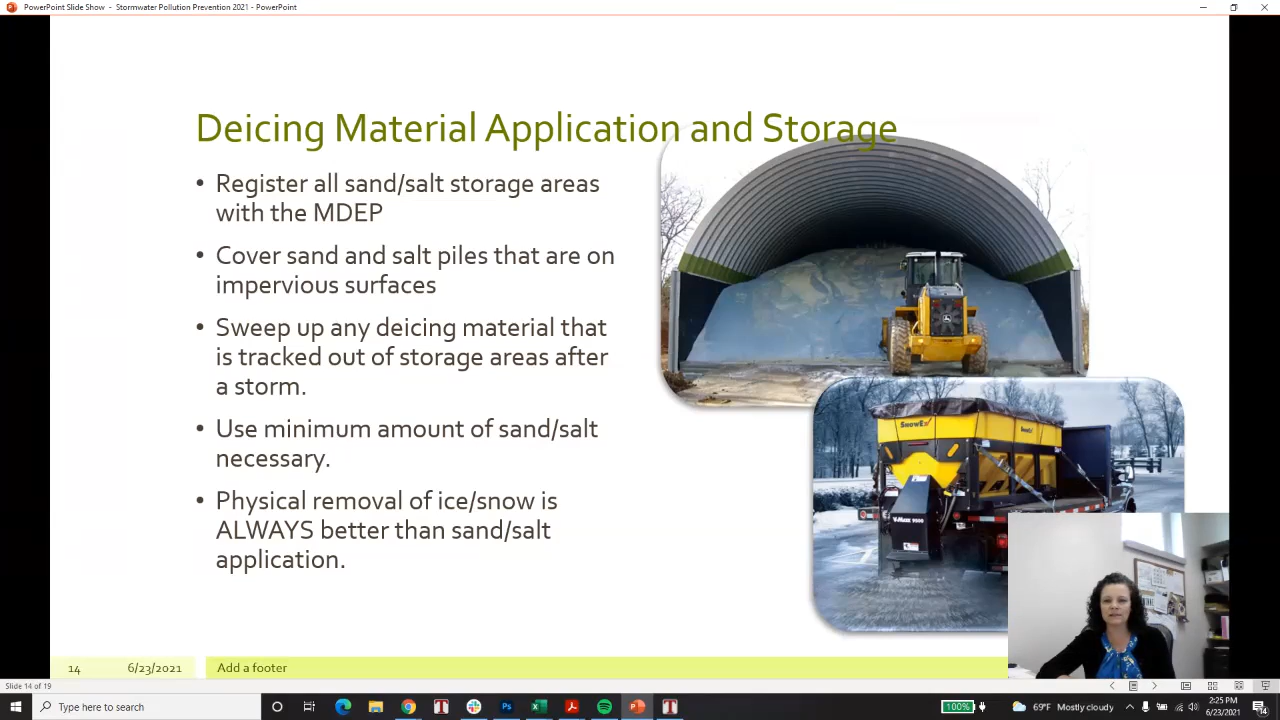 PowerPoint Slide Show - Stormwater Pollution Prevention 2021 - PowerPoint
Deicing Material Application and Storage
• Register all sand/salt storage areas
with the MDEP
• Cover sand and salt piles that are on
impervious surfaces
• Sweep up any deicing material that
is tracked out of storage areas after
a storm.
• Use minimum amount of sand/salt
necessary.
• Physical removal of ice/snow is
ALWAYS better than sand/salt
application.
SnowEx
SnowEx
V-Maxx 9500
14 6/23/2021 Add a footer
Slide 14 of 19
Type here to search
100%
69°F Mostly cloudy
2:25 PM
6/23/2021